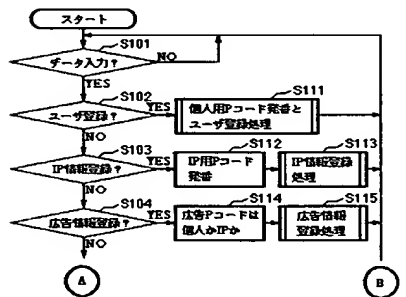 スタート
S101
データ入力?
NO
YES
S102
S111
ユーザ登録?
YES
個人用Pコード発番と
ユーザ登録処理
NO
S103
S112
S113
IP情報登録?
YES
IP用Pコード
発番
IP情報登録
処理
NO
S104
S114
S115
広告情報登録?
YES
広告Pコードは
個人かIPか
広告情報
登録処理
NO
A
B